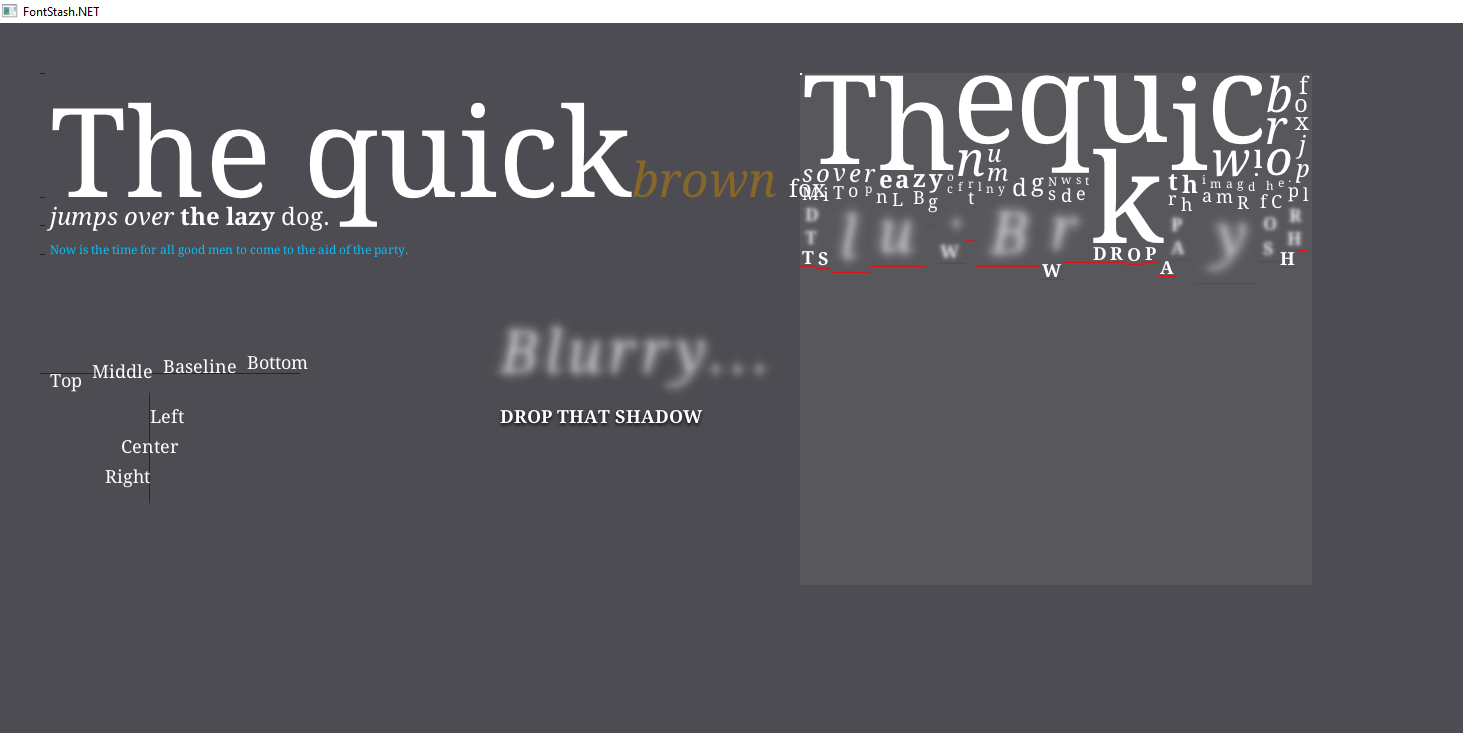 FontStash.NET
The quick brown fox
jumps over the lazy dog.
Now is the time for all good men to come to the aid of the party.
Top Middle Baseline Bottom
Left
Center
Right
Blurry...
DROP THAT SHADOW
T h e q u i c k b r f o x j p
n u m w i o
s o v e r e a z y t h